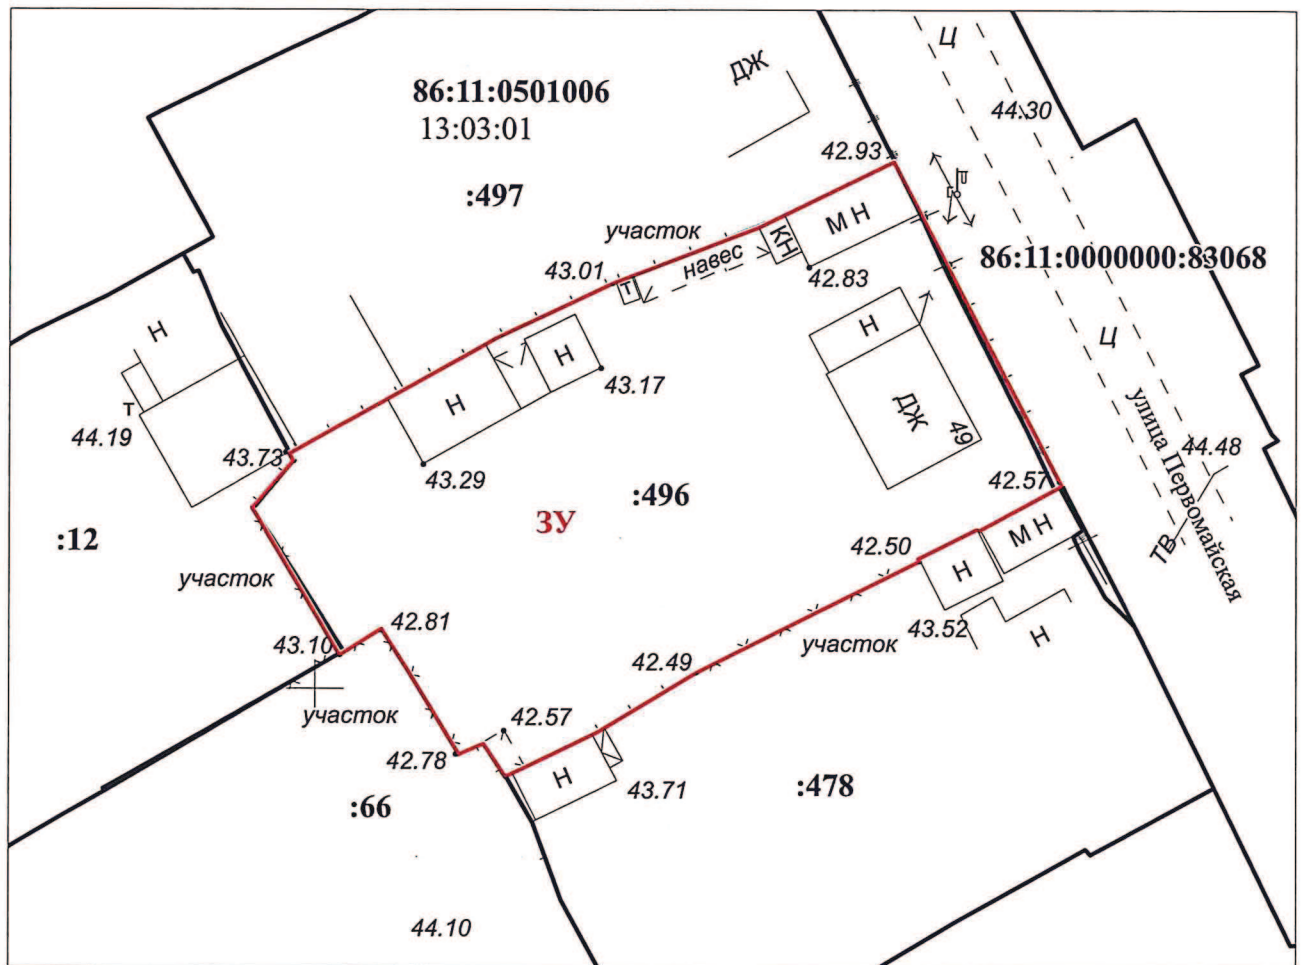 Ц
ДЖ
86:11:0501006
44.30
13:03:01
42.93
:497
участок
М Н
КН
навес
43.01
42.83
86:11:0000000:83068
т
Н
Н
Ц
Н
43.17
Н
ДЖ
49
улица Первомайская
т
44.19
43.73
43.29
44.48
42.57
:496
ЗУ
:12
42.50
М Н
ТВ
Н
участок
43.52
42.81
43.10
участок
Н
42.49
участок
42.57
42.78
Н
43.71
:478
:66
44.10